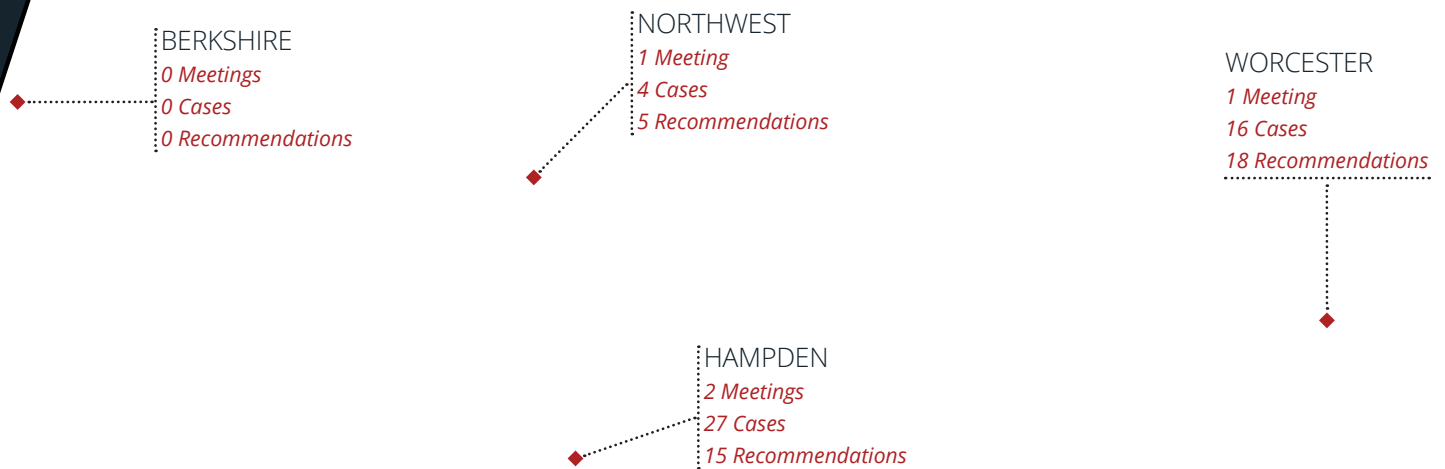 BERKSHIRE
0 Meetings
0 Cases
0 Recommendations
NORTHWEST
1 Meeting
4 Cases
5 Recommendations
WORCESTER
1 Meeting
16 Cases
18 Recommendations
HAMPDEN
2 Meetings
27 Cases
15 Recommendations